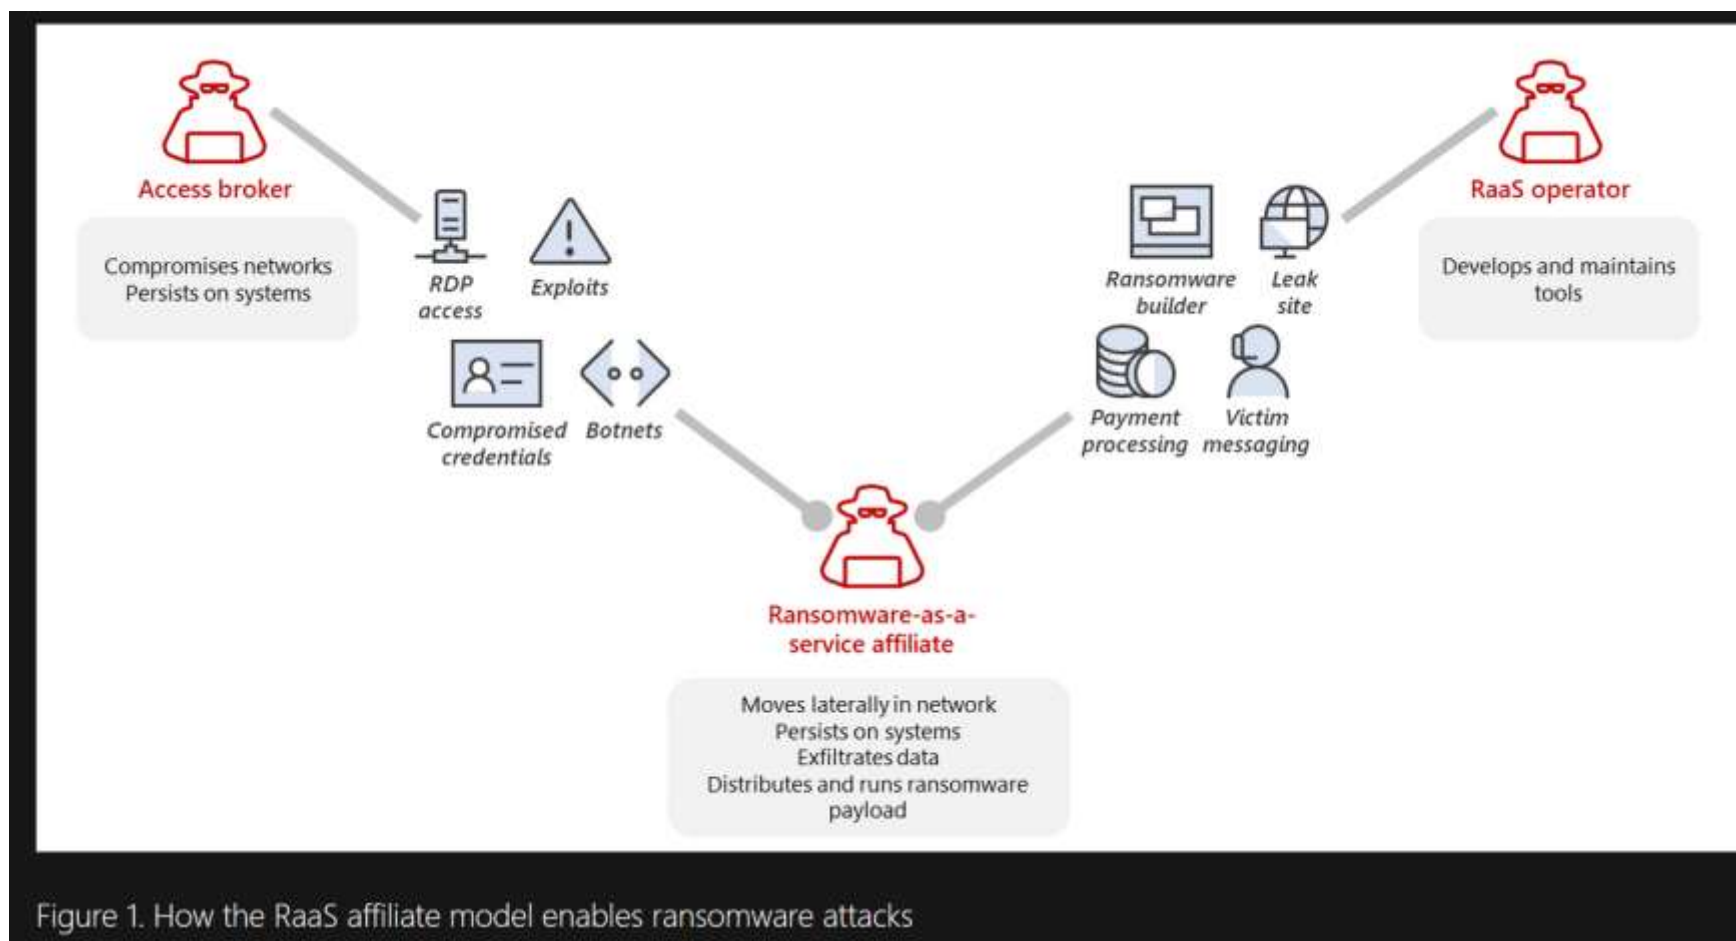 Access broker
Compromises networks
Persists on systems
RDP
access
Exploits
Compromised
credentials
Botnets
Ransomware
builder
Leak
site
Payment
processing
Victim
messaging
RaaS operator
Develops and maintains
tools
Ransomware-as-a-
service affiliate
Moves laterally in network
Persists on systems
Exfiltrates data
Distributes and runs ransomware
payload
Figure 1. How the RaaS affiliate model enables ransomware attacks